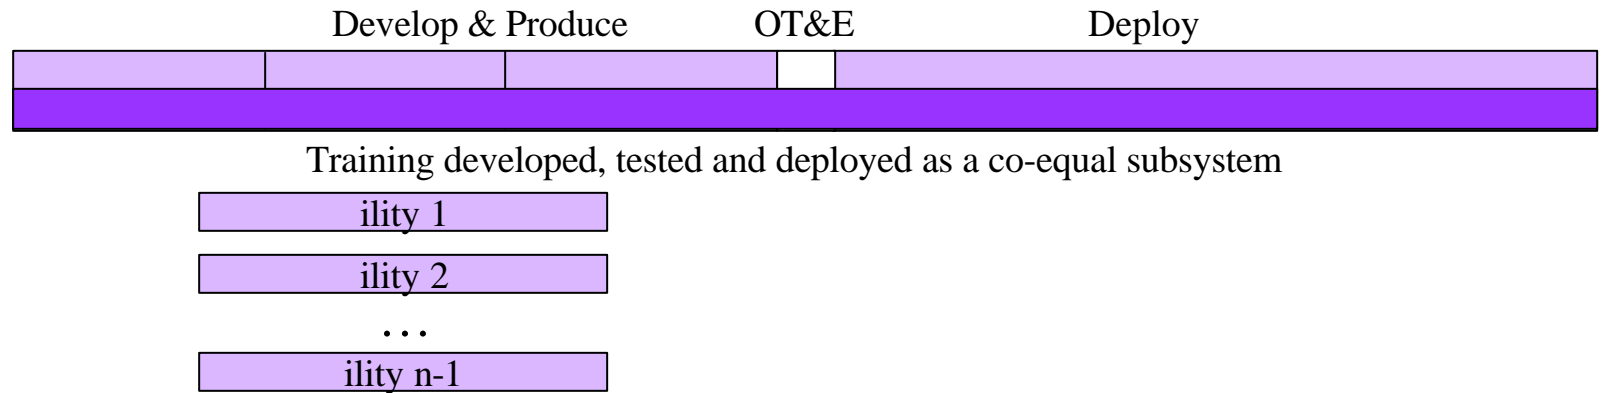 Develop & Produce OT&E Deploy
Training developed, tested and deployed as a co-equal subsystem
ility 1
ility 2
...
ility n-1